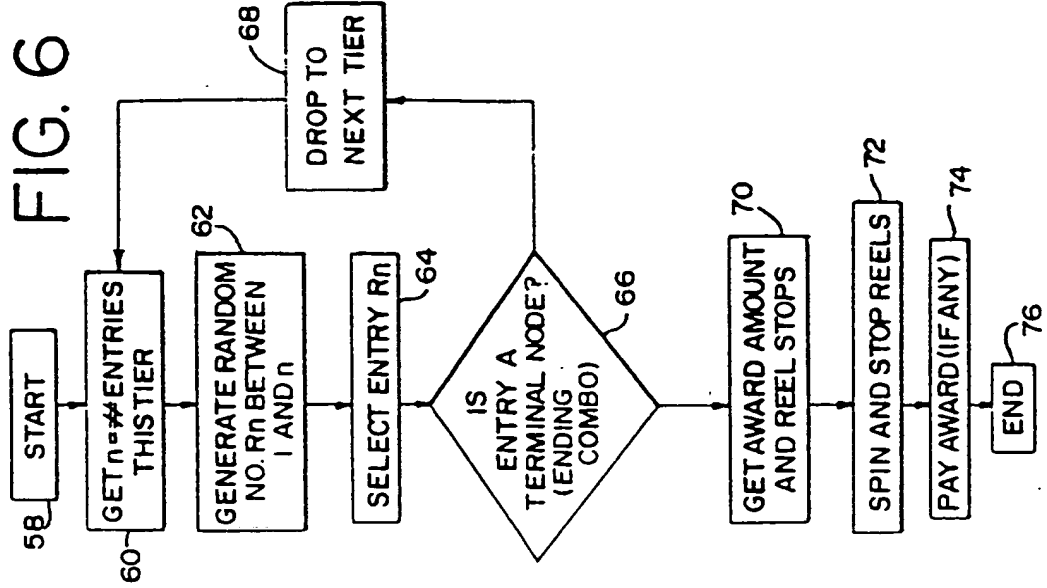 FIG. 6
START
58
GET n = # ENTRIES
THIS TIER
60
GENERATE RANDOM
NO. Rn BETWEEN
1 AND n
62
SELECT ENTRY Rn
64
IS
ENTRY A
TERMINAL NODE?
(ENDING
COMBO)
66
DROP TO
NEXT TIER
68
GET AWARD AMOUNT
AND REEL STOPS
70
SPIN AND STOP REELS
72
PAY AWARD (IF ANY)
74
END
76